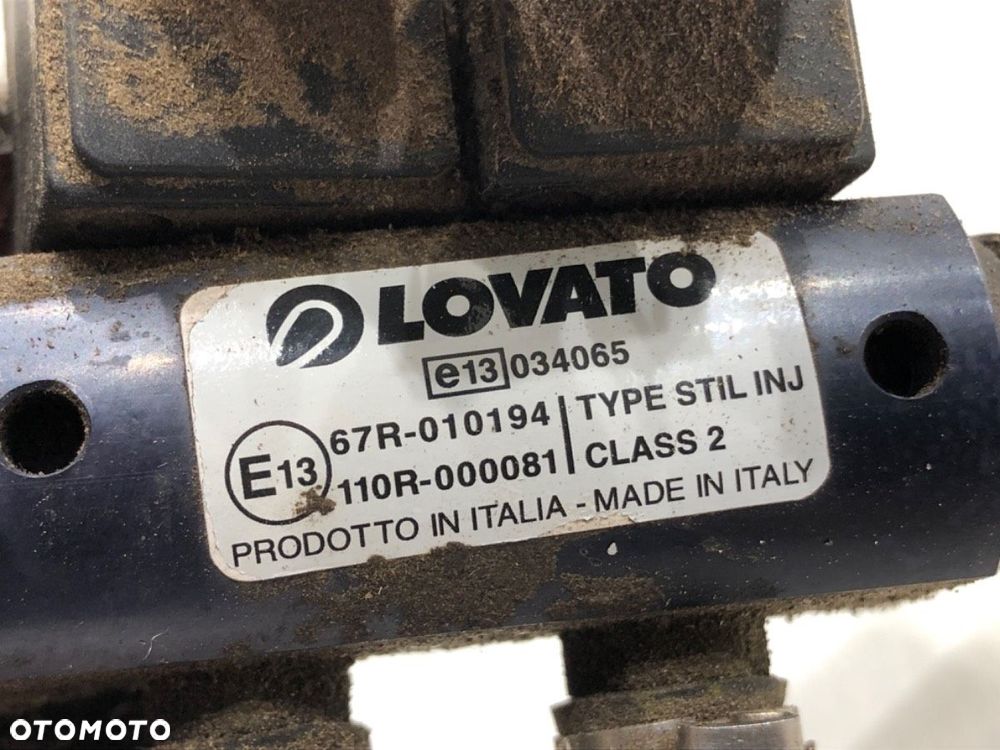 LOVATO
e13 034065
E13 67R-010194 TYPE STIL INJ
110R-000081 CLASS 2
PRODOTTO IN ITALIA - MADE IN ITALY
OTOMOTO